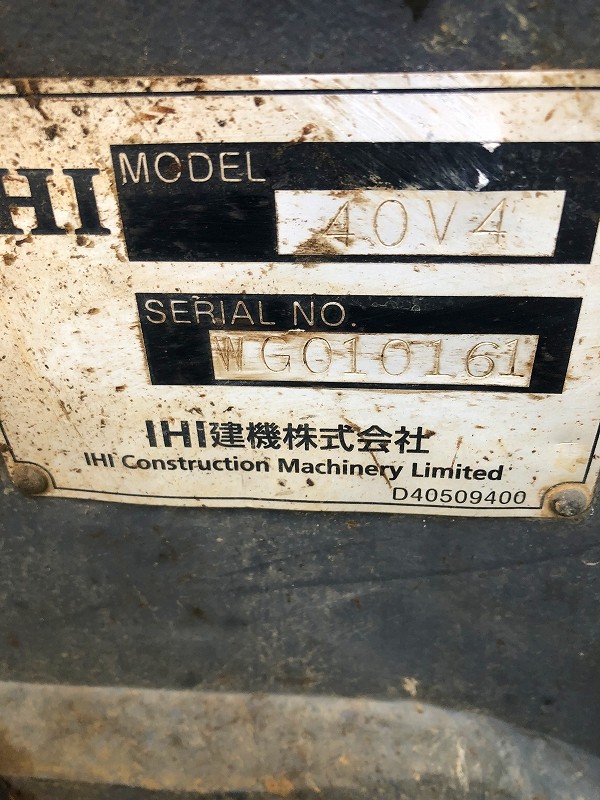 IHI
MODEL
40V4
SERIAL NO.
WG010161
IHI建機株式会社
IHI Construction Machinery Limited
D40509400